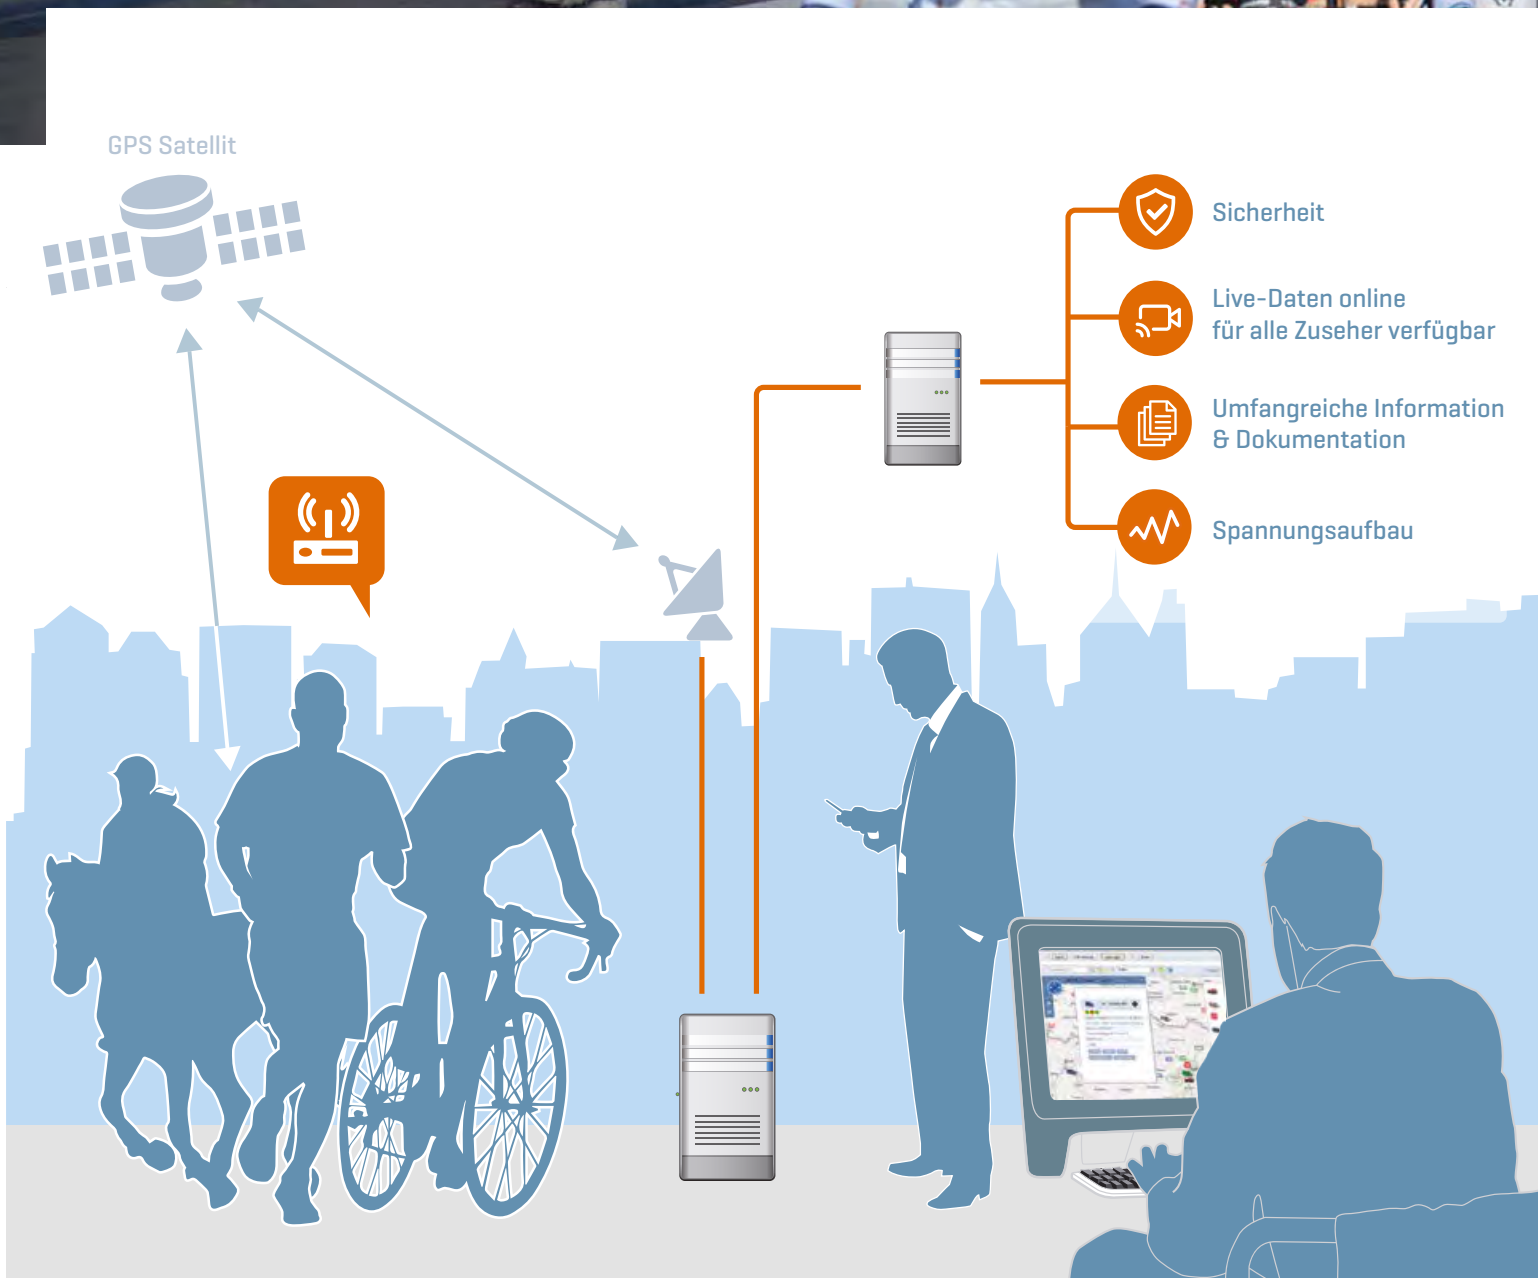 GPS Satellit
Sicherheit
Live-Daten online
für alle Zuseher verfügbar
Umfangreiche Information
& Dokumentation
Spannungsaufbau